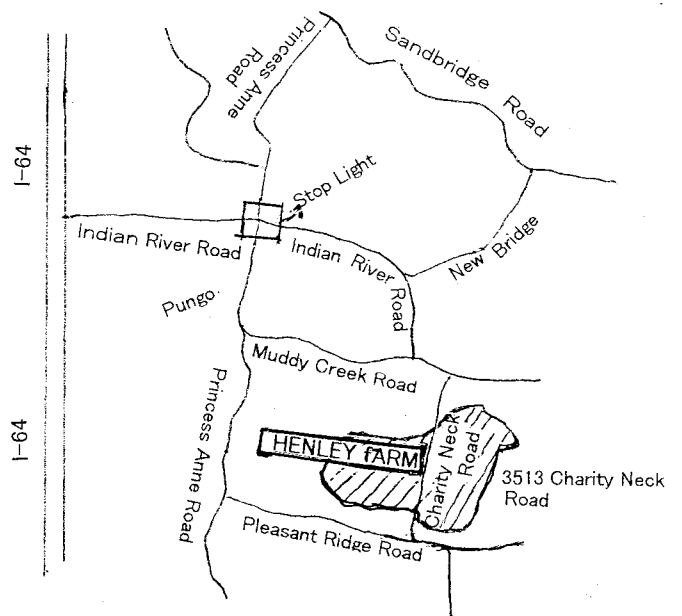 Princess Anne
Road
Sandbridge Road
I-64
Stop Light
Indian River Road
Indian River
Road
New Bridge
Pungo
Muddy Creek Road
I-64
Princess Anne Road
HENLEY fARM
Charity Neck
Road
3513 Charity Neck
Road
Pleasant Ridge Road